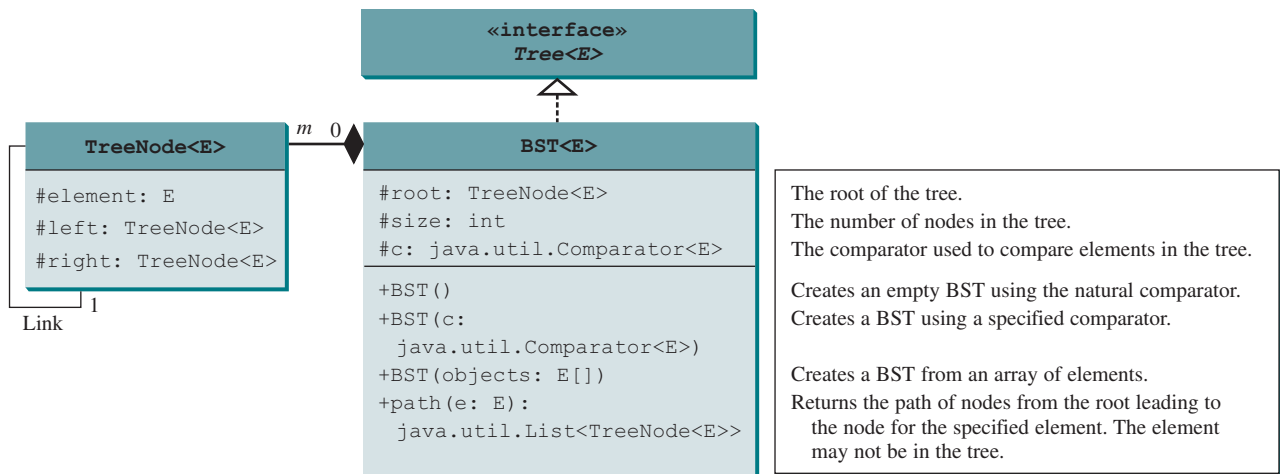 «interface»
Tree<E>
m 0
TreeNode<E>
#element: E
#left: TreeNode<E>
#right: TreeNode<E>
1
Link
BST<E>
#root: TreeNode<E>
#size: int
#c: java.util.Comparator<E>
+BST()
+BST(c:
java.util.Comparator<E>)
+BST(objects: E[])
+path(e: E):
java.util.List<TreeNode<E>>
The root of the tree.
The number of nodes in the tree.
The comparator used to compare elements in the tree.
Creates an empty BST using the natural comparator.
Creates a BST using a specified comparator.
Creates a BST from an array of elements.
Returns the path of nodes from the root leading to
the node for the specified element. The element
may not be in the tree.